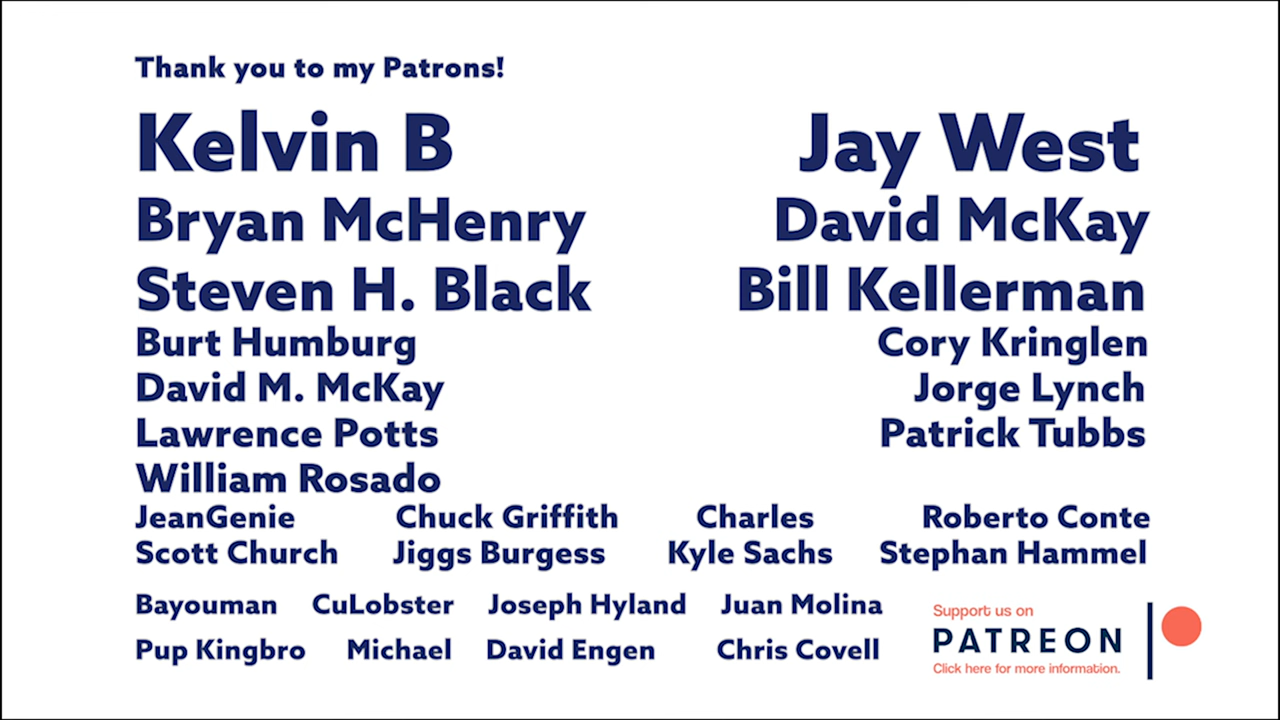 Thank you to my Patrons!
Kelvin B Jay West
Bryan McHenry David McKay
Steven H. Black Bill Kellerman
Burt Humburg Cory Kringlen
David M. McKay Jorge Lynch
Lawrence Potts Patrick Tubbs
William Rosado
JeanGenie Chuck Griffith Charles Roberto Conte
Scott Church Jiggs Burgess Kyle Sachs Stephan Hammel
Bayouman CuLobster Joseph Hyland Juan Molina
Pup Kingbro Michael David Engen Chris Covell
Support us on
PATREON
Click here for more information.